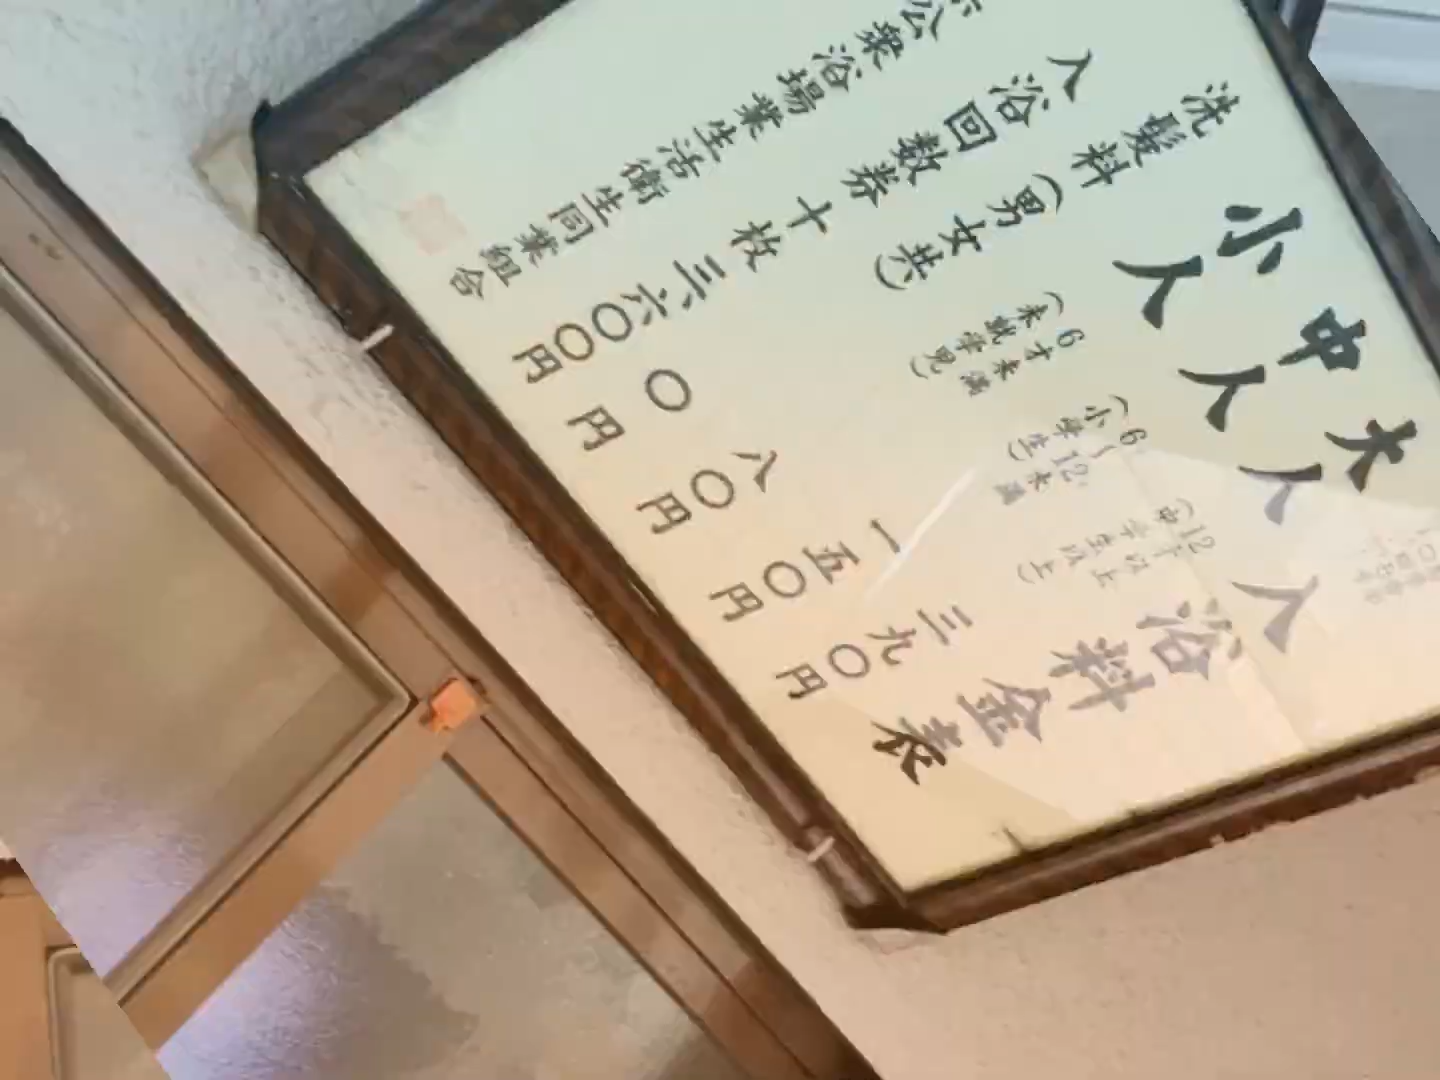 入浴料金表
大人
12才以上
(中学生以上)
三九〇円
中人
6〜12未満
(小学生)
一五〇円
小人
6才未満
(未就学児)
八〇円
洗髪料
(男女共)
〇円
入浴回数券
十枚
三、六〇〇円
公衆浴場業生活衛生同業組合